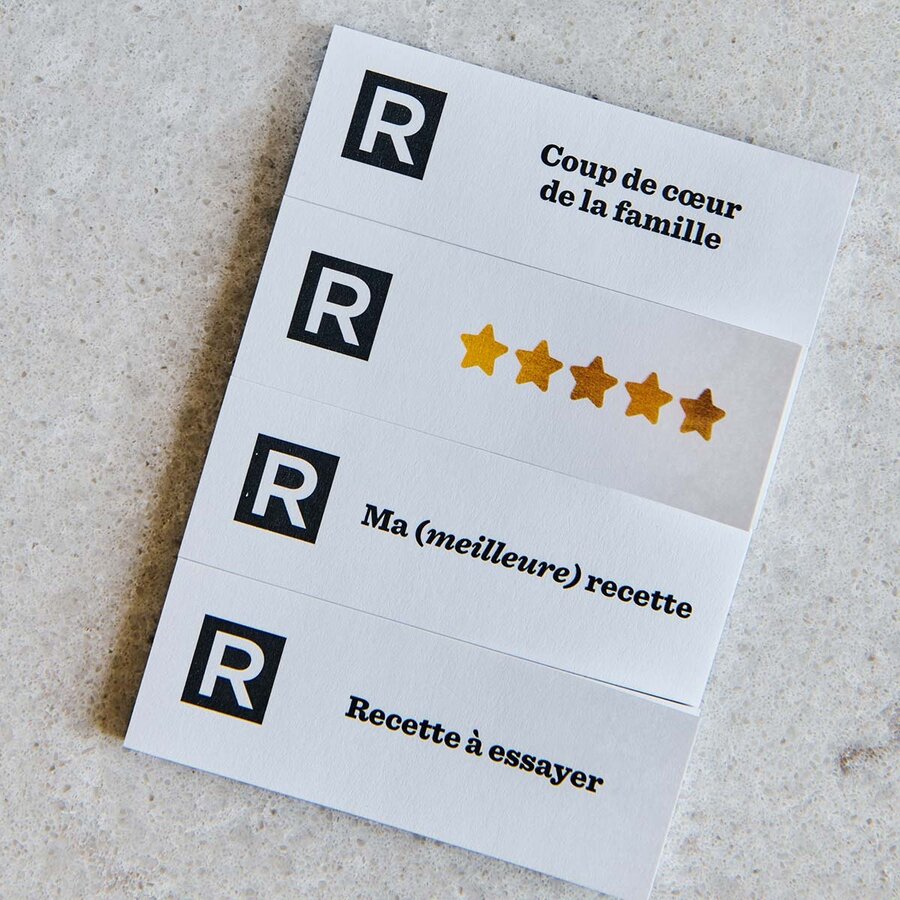 R
Coup de cœur
de la famille
R
R
Ma (meilleure) recette
R
Recette à essayer